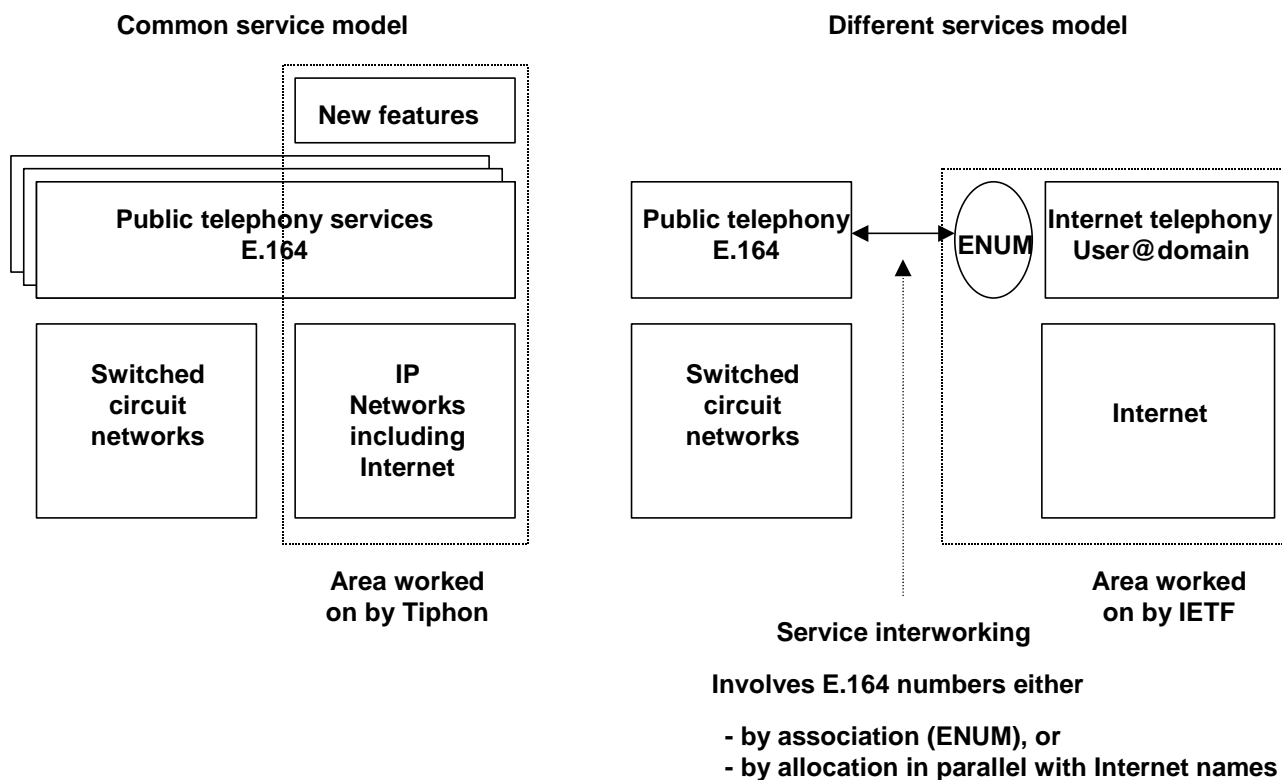 Common service model
New features
Public telephony services
E.164
Switched
circuit
networks
IP
Networks
including
Internet
Area worked
on by Tiphon
Different services model
Public telephony
E.164
ENUM
Internet telephony
User@domain
Switched
circuit
networks
Internet
Area worked
on by IETF
Service interworking
Involves E.164 numbers either
- by association (ENUM), or
- by allocation in parallel with Internet names